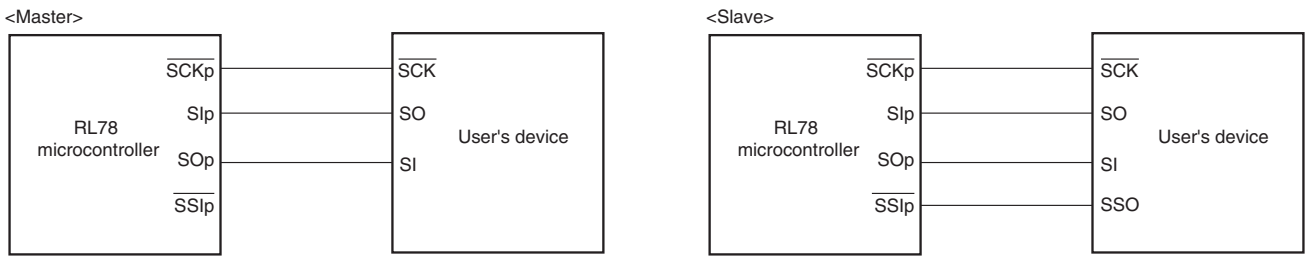 <Master>
SCKp
SIp
SOp
SSIp
RL78
microcontroller
SCK
SO
SI
User's device
<Slave>
SCKp
SIp
SOp
SSIp
RL78
microcontroller
SCK
SO
SI
SSO
User's device